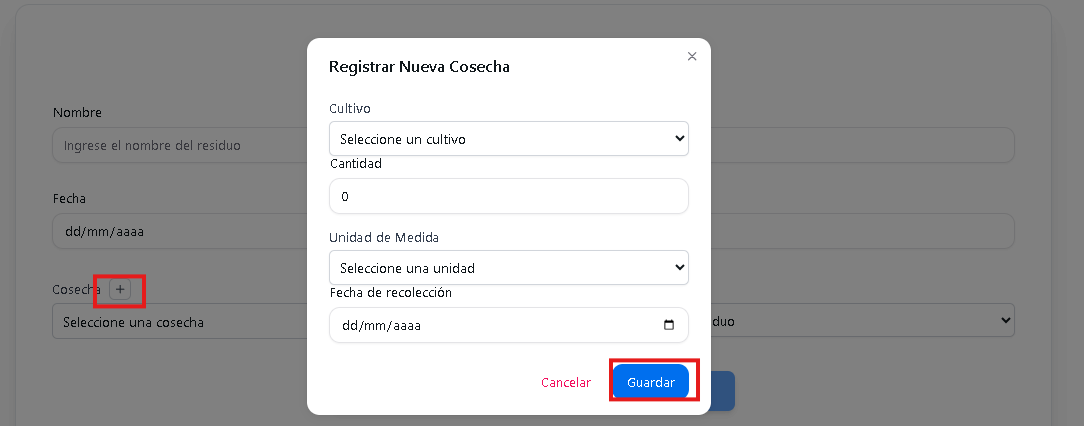 Registrar Nueva Cosecha
Cultivo
Seleccione un cultivo
Cantidad
0
Unidad de Medida
Seleccione una unidad
Fecha de recolección
dd/mm/aaaa
Cancelar
Guardar
Nombre
Ingrese el nombre del residuo
Fecha
dd/mm/aaaa
Cosecha +
Seleccione una cosecha
duo